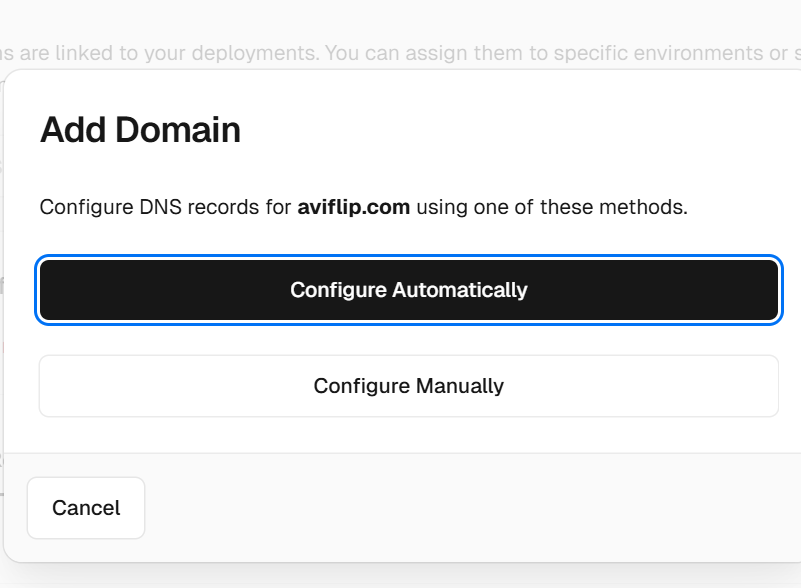 are linked to your deployments. You can assign them to specific environments or
Add Domain
Configure DNS records for aviflip.com using one of these methods.
Configure Automatically
Configure Manually
Cancel